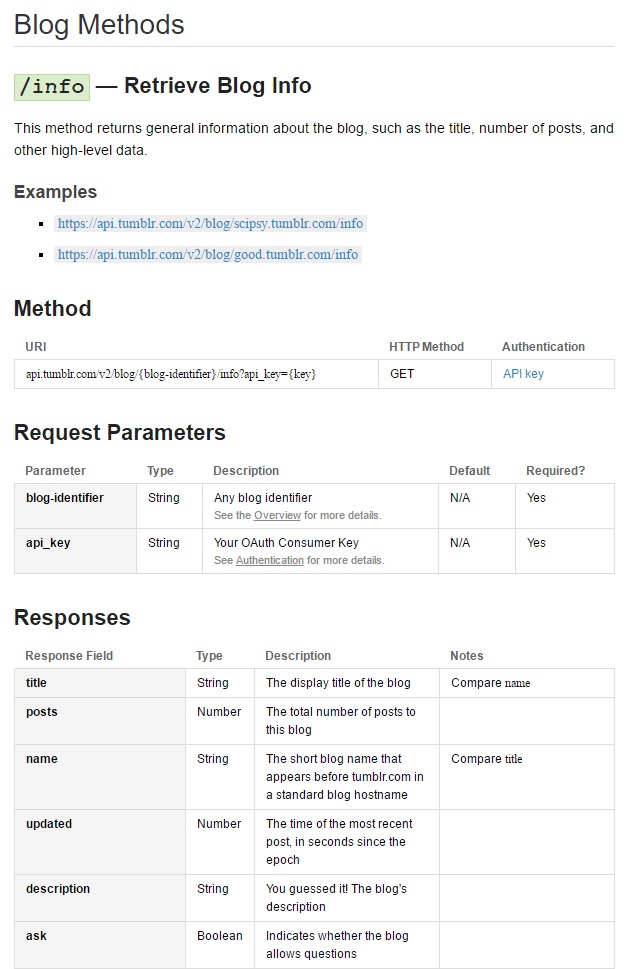 Blog Methods
/info — Retrieve Blog Info
This method returns general information about the blog, such as the title, number of posts, and
other high-level data.
Examples
https://api.tumblr.com/v2/blog/scipsy.tumblr.com/info
https://api.tumblr.com/v2/blog/good.tumblr.com/info
Method
URI HTTP Method Authentication
api.tumblr.com/v2/blog/{blog-identifier}/info?api_key={key} GET API key
Request Parameters
Parameter Type Description Default Required?
blog-identifier String Any blog identifier N/A Yes
See the Overview for more details.
api_key String Your OAuth Consumer Key N/A Yes
See Authentication for more details.
Responses
Response Field Type Description Notes
title String The display title of the blog Compare name
posts Number The total number of posts to
this blog
name String The short blog name that Compare title
appears before tumblr.com in
a standard blog hostname
updated Number The time of the most recent
post, in seconds since the
epoch
description String You guessed it! The blog's
description
ask Boolean Indicates whether the blog
allows questions